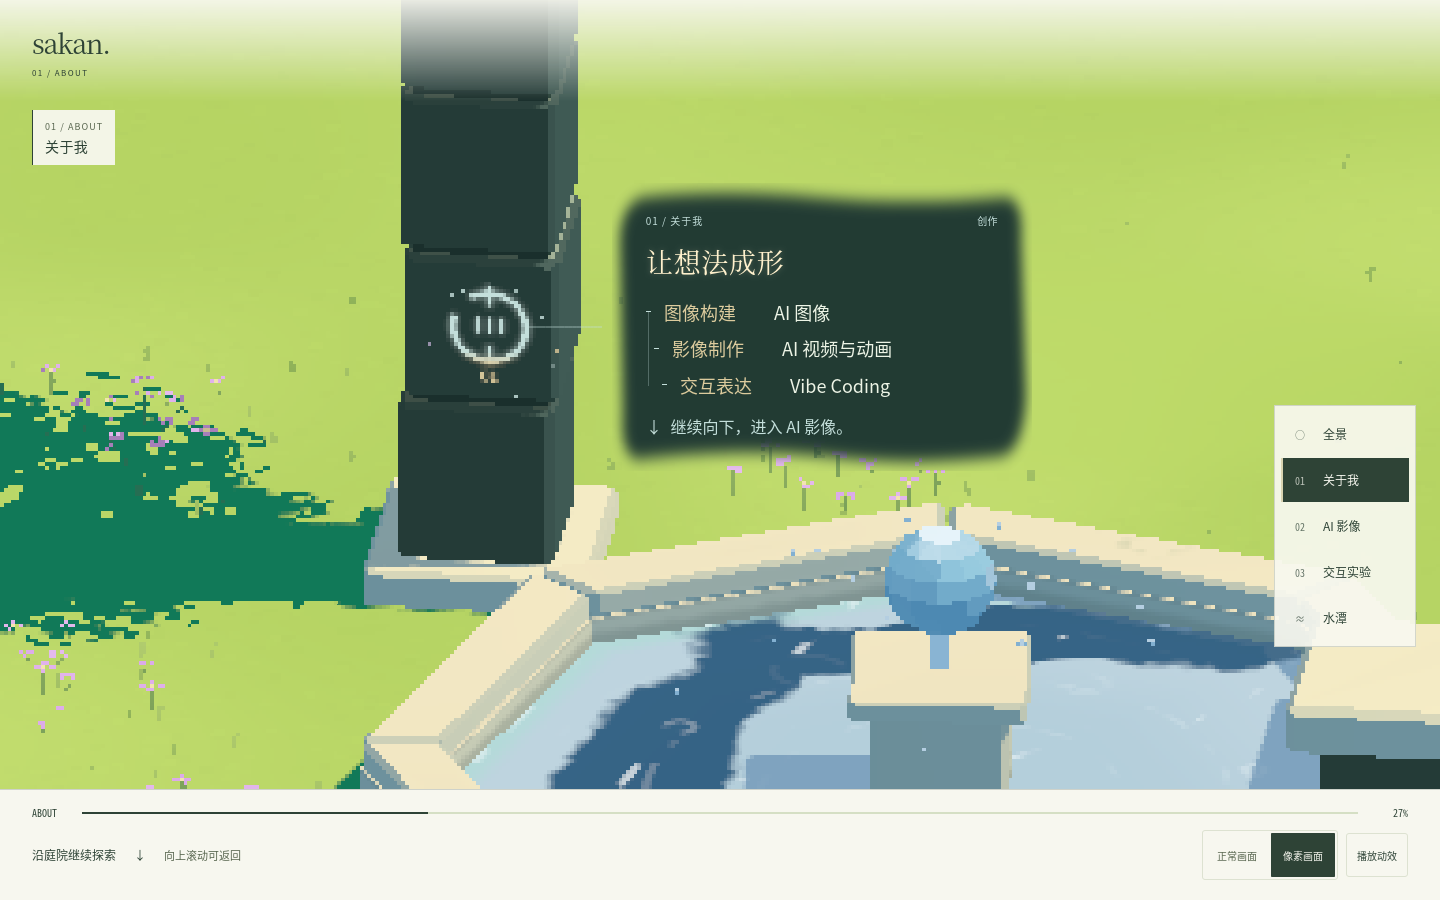 sakan.
01 / ABOUT
01 / ABOUT
关于我
01 / 关于我 创作
让想法成形
图像构建 AI 图像
影像制作 AI 视频与动画
交互表达 Vibe Coding
↓ 继续向下，进入 AI 影像。
全景
01 关于我
02 AI 影像
03 交互实验
≈ 水潭
ABOUT 27%
沿庭院继续探索 ↓ 向上滚动可返回
正常画面 像素画面 播放动效